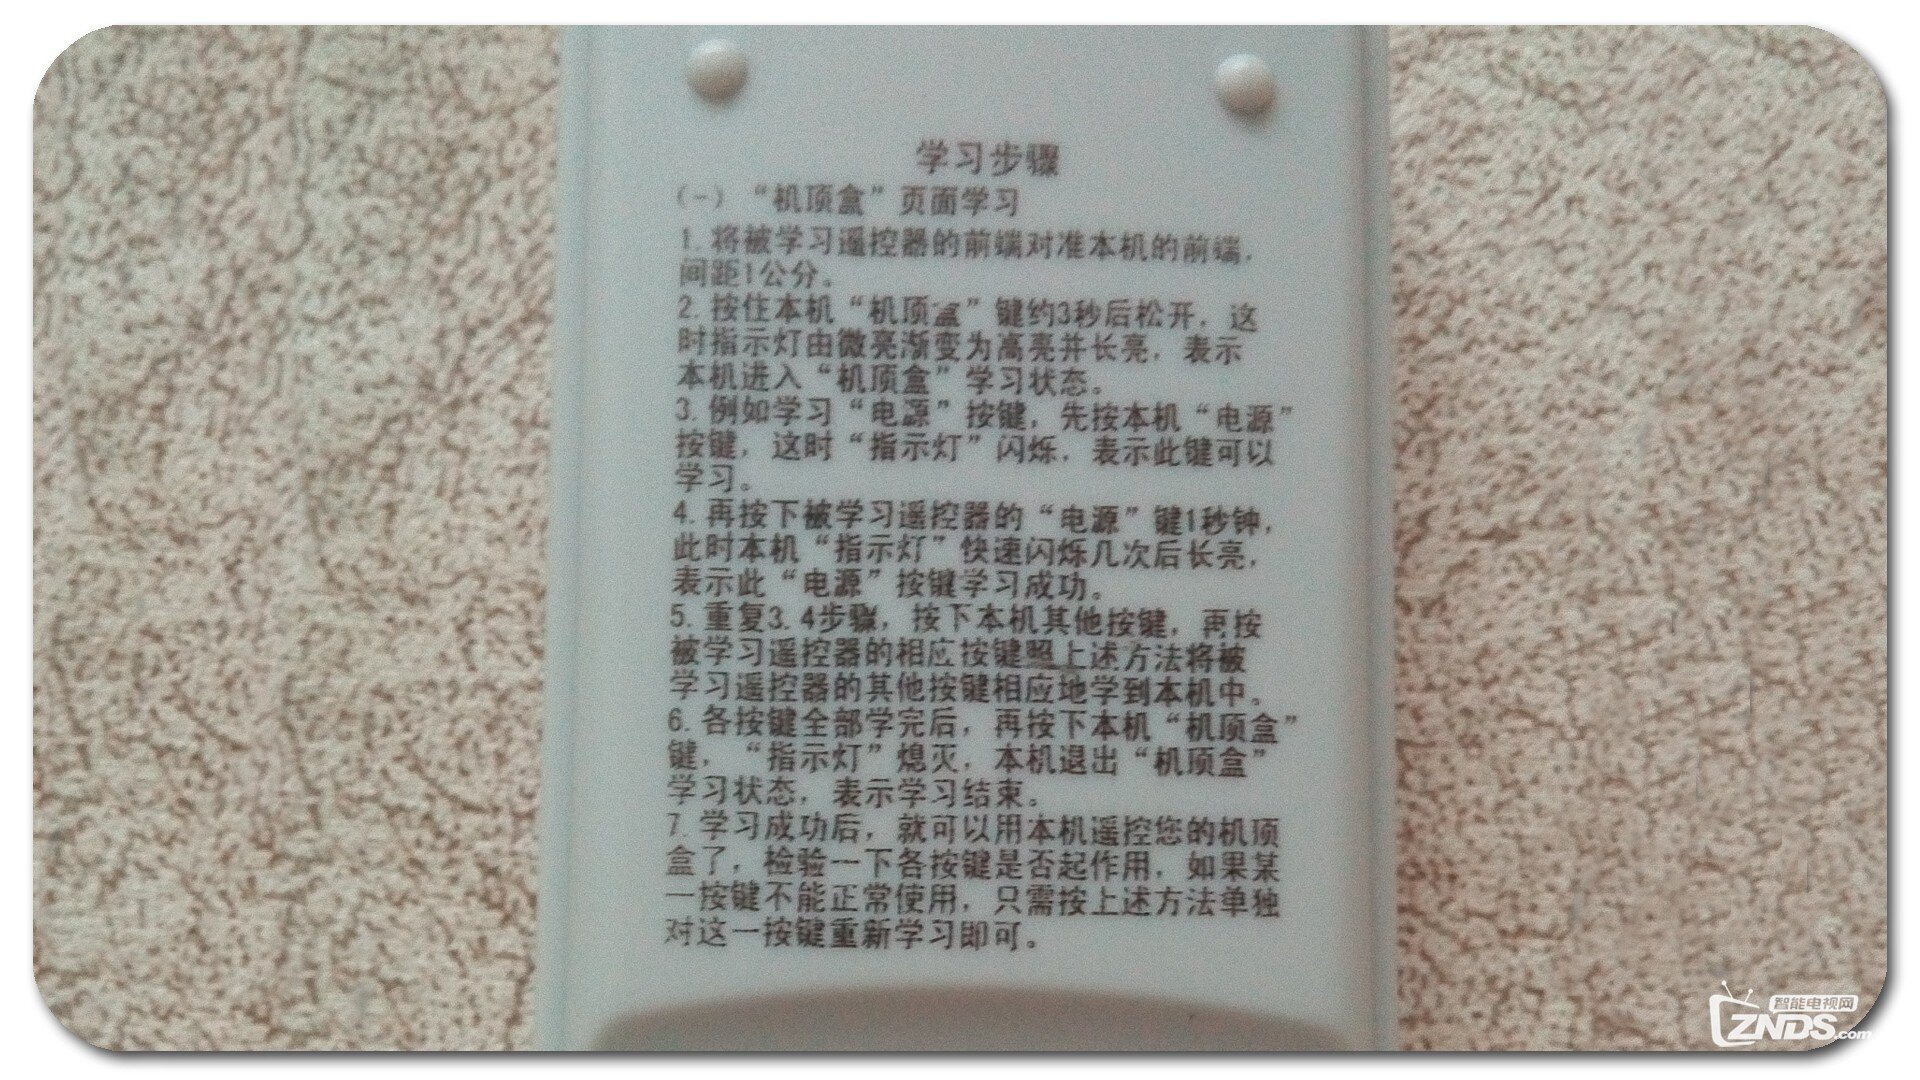 学习步骤
(一) “机顶盒”页面学习
1.将被学习遥控器的前端对准本机的前端，
间距1公分。
2.按住本机“机顶盒”键约3秒后松开，这
时指示灯由微亮渐变为高亮并长亮，表示
本机进入“机顶盒”学习状态。
3.例如学习“电源”按键，先按本机“电源”
按键，这时“指示灯”闪烁，表示此键可以
学习。
4.再按下被学习遥控器的“电源”键1秒钟，
此时本机“指示灯”快速闪烁几次后长亮，
表示此“电源”按键学习成功。
5.重复3.4步骤，按下本机其他按键，再按
被学习遥控器的相应按键照上述方法将被
学习遥控器的其他按键相应地学到本机中。
6.各按键全部学完后，再按下本机“机顶盒”
键，“指示灯”熄灭，本机退出“机顶盒”
学习状态，表示学习结束。
7.学习成功后，就可以用本机遥控您的机顶
盒了，检验一下各按键是否起作用，如果某
一按键不能正常使用，只需按上述方法单独
对这一按键重新学习即可。
智能电视网
ZNDS.com